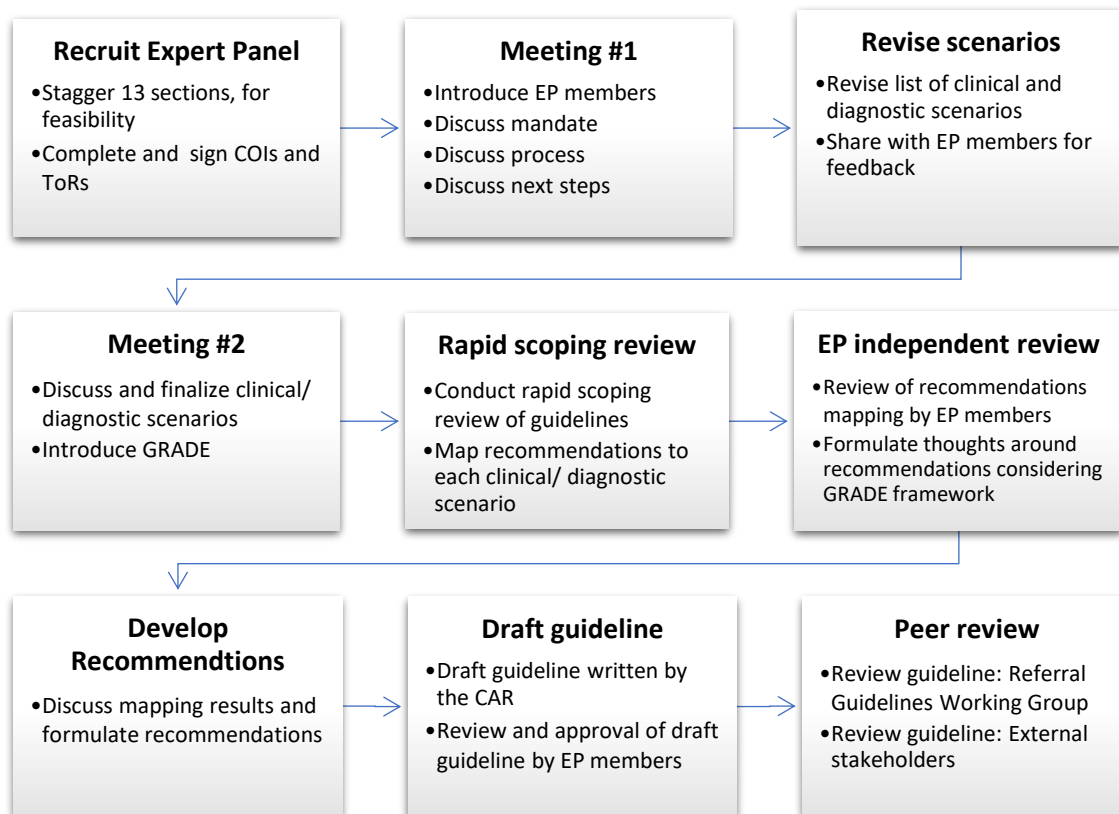 Recruit Expert Panel
•Stagger 13 sections, for
feasibility
•Complete and sign COIs and
ToRs
Meeting #1
•Introduce EP members
•Discuss mandate
•Discuss process
•Discuss next steps
Revise scenarios
•Revise list of clinical and
diagnostic scenarios
•Share with EP members for
feedback
Meeting #2
•Discuss and finalize clinical/
diagnostic scenarios
•Introduce GRADE
Rapid scoping review
•Conduct rapid scoping
review of guidelines
•Map recommendations to
each clinical/ diagnostic
scenario
EP independent review
•Review of recommendations
mapping by EP members
•Formulate thoughts around
recommendations considering
GRADE framework
Develop
Recommendtions
•Discuss mapping results and
formulate recommendations
Draft guideline
•Draft guideline written by
the CAR
•Review and approval of draft
guideline by EP members
Peer review
•Review guideline: Referral
Guidelines Working Group
•Review guideline: External
stakeholders